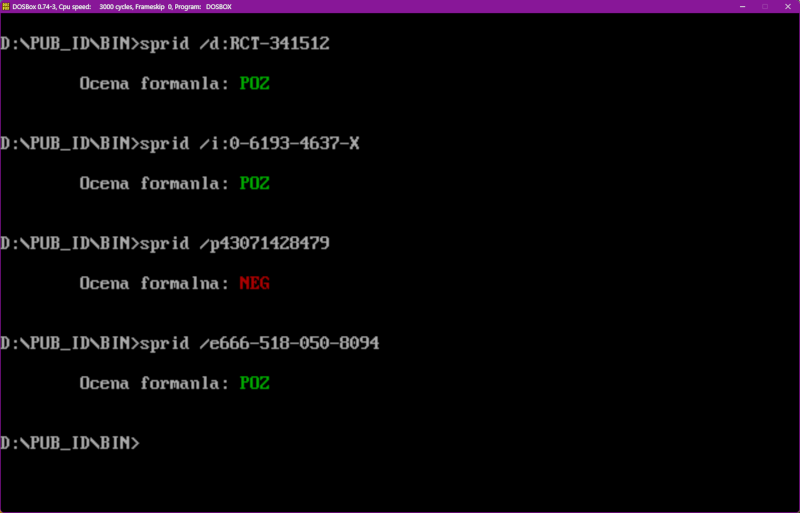 DOSBox 0.74-3, Cpu speed: 3000 cycles, Frameskip 0, Program: DOSBOX
D:\PUB_ID\BIN>sprid /d:RCT-341512
Ocena formanla: POZ
D:\PUB_ID\BIN>sprid /i:0-6193-4637-X
Ocena formanla: POZ
D:\PUB_ID\BIN>sprid /p43071428479
Ocena formalna: NEG
D:\PUB_ID\BIN>sprid /e666-518-050-8094
Ocena formanla: POZ
D:\PUB_ID\BIN>